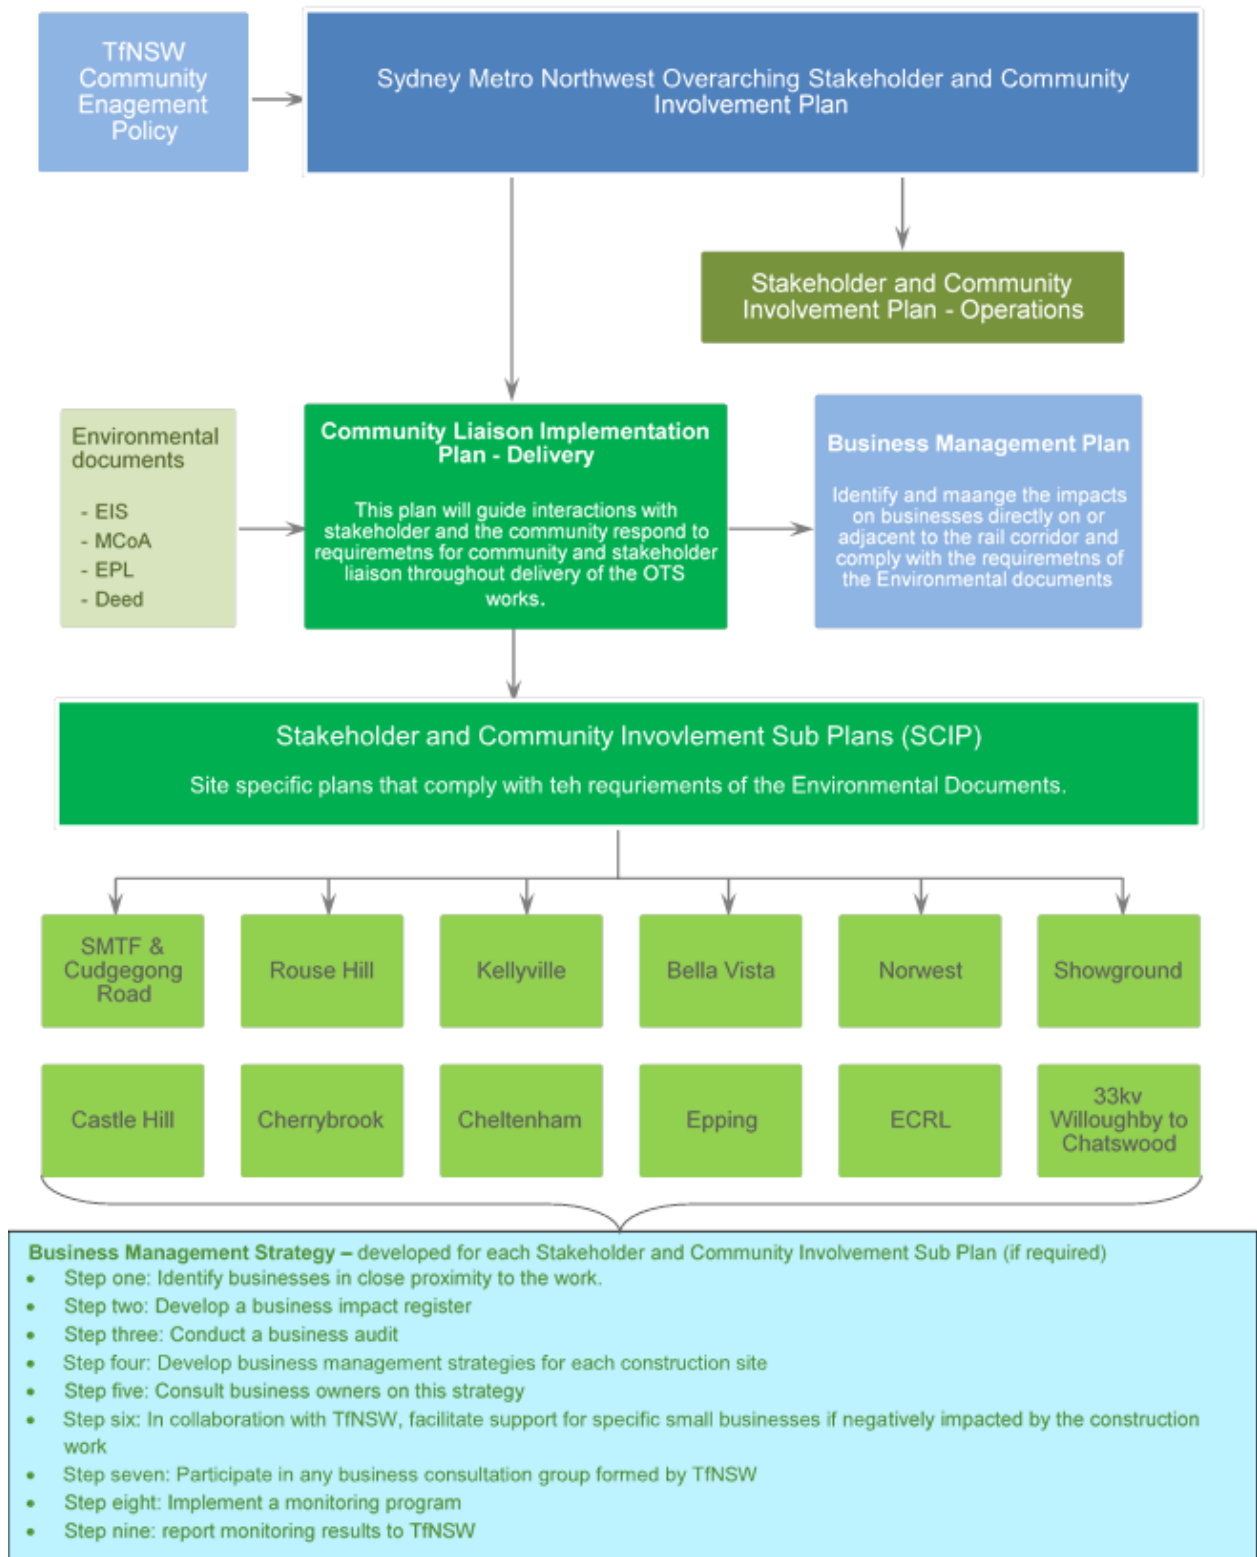 TfNSW
Community
Enagement
Policy
Sydney Metro Northwest Overarching Stakeholder and Community
Involvement Plan
Stakeholder and Community
Involvement Plan - Operations
Environmental
documents
- EIS
- MCoA
- EPL
- Deed
Community Liaison Implementation
Plan - Delivery
This plan will guide interactions with
stakeholder and the community respond to
requiremetns for community and stakeholder
liaison throughout delivery of the OTS
works.
Business Management Plan
Identify and maange the impacts
on businesses directly on or
adjacent to the rail corridor and
comply with the requiremetns of
the Environmental documents
Stakeholder and Community Invovlement Sub Plans (SCIP)
Site specific plans that comply with teh requriements of the Environmental Documents.
SMTF &
Cudgegong
Road
Rouse Hill
Kellyville
Bella Vista
Norwest
Showground
Castle Hill
Cherrybrook
Cheltenham
Epping
ECRL
33kv
Willoughby to
Chatswood
Business Management Strategy – developed for each Stakeholder and Community Involvement Sub Plan (if required)
• Step one: Identify businesses in close proximity to the work.
• Step two: Develop a business impact register
• Step three: Conduct a business audit
• Step four: Develop business management strategies for each construction site
• Step five: Consult business owners on this strategy
• Step six: In collaboration with TfNSW, facilitate support for specific small businesses if negatively impacted by the construction
work
• Step seven: Participate in any business consultation group formed by TfNSW
• Step eight: Implement a monitoring program
• Step nine: report monitoring results to TfNSW